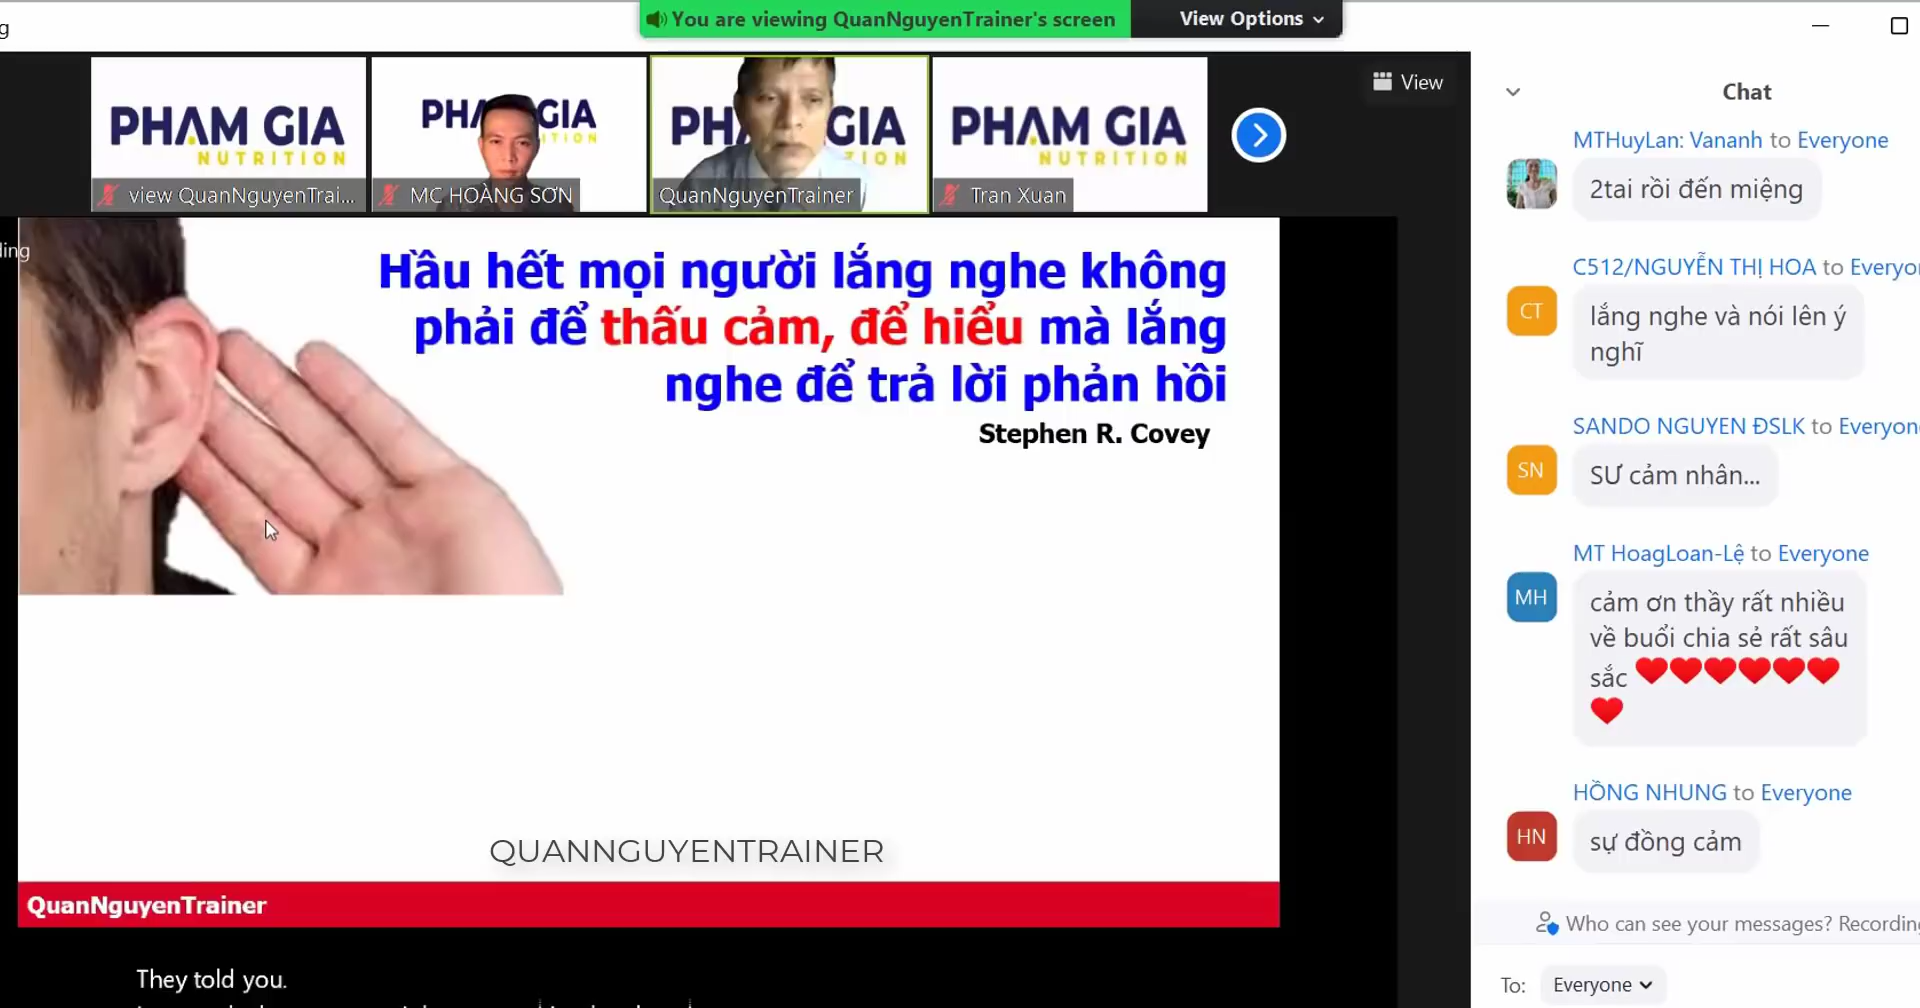 You are viewing QuanNguyenTrainer's screen
View Options
PHAM GIA
NUTRITION
view QuanNguyenTrai...
GIA
MC HOÀNG SƠN
GIA
QuanNguyenTrainer
PHAM GIA
NUTRITION
Tran Xuan
View
Hầu hết mọi người lắng nghe không
phải để thấu cảm, để hiểu mà lắng
nghe để trả lời phản hồi
Stephen R. Covey
QUANNGUYENTRAINER
QuanNguyenTrainer
They told you.
Chat
MTHuyLan: Vananh to Everyone
2tai rồi đến miệng
CT
C512/NGUYỄN THỊ HOA to Everyo
lắng nghe và nói lên ý
nghĩ
SN
SANDO NGUYEN ĐSLK to Everyon
SƯ cảm nhân...
MH
MT HoagLoan-Lệ to Everyone
cảm ơn thầy rất nhiều
về buổi chia sẻ rất sâu
sắc
HN
HỒNG NHUNG to Everyone
sự đồng cảm
Who can see your messages? Recording
To: Everyone